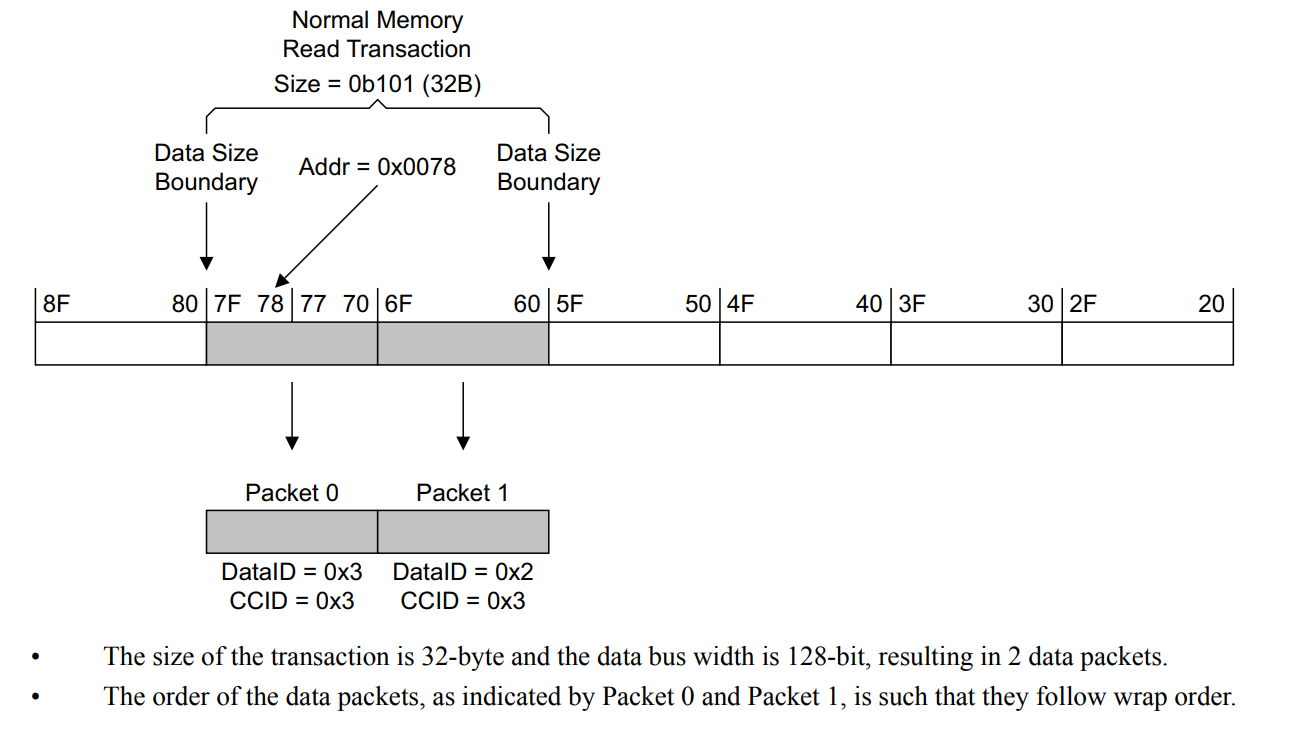 Normal Memory
Read Transaction
Size = 0b101 (32B)
Data Size
Boundary
Addr = 0x0078
Data Size
Boundary
8F 80 7F 78 77 70 6F 60 5F 50 4F 40 3F 30 2F 20
Packet 0 Packet 1
DataID = 0x3 DataID = 0x2
CCID = 0x3 CCID = 0x3
• The size of the transaction is 32-byte and the data bus width is 128-bit, resulting in 2 data packets.
• The order of the data packets, as indicated by Packet 0 and Packet 1, is such that they follow wrap order.